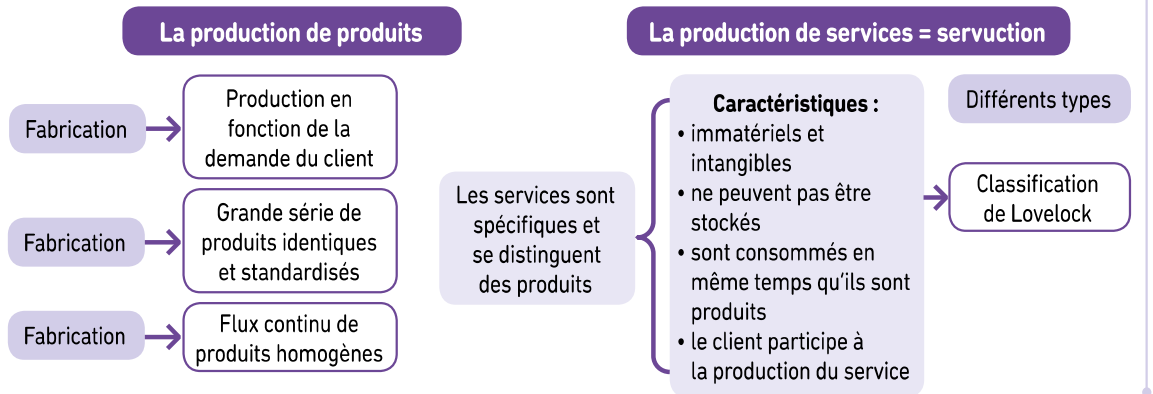 La production de produits
Fabrication
Production en
fonction de la
demande du client
Fabrication
Grande série de
produits identiques
et standardisés
Fabrication
Flux continu de
produits homogènes
La production de services = servuction
Les services sont
spécifiques et
se distinguent
des produits
Caractéristiques :
• immatériels et
intangibles
• ne peuvent pas être
stockés
• sont consommés en
même temps qu'ils sont
produits
• le client participe à
la production du service
Différents types
Classification
de Lovelock